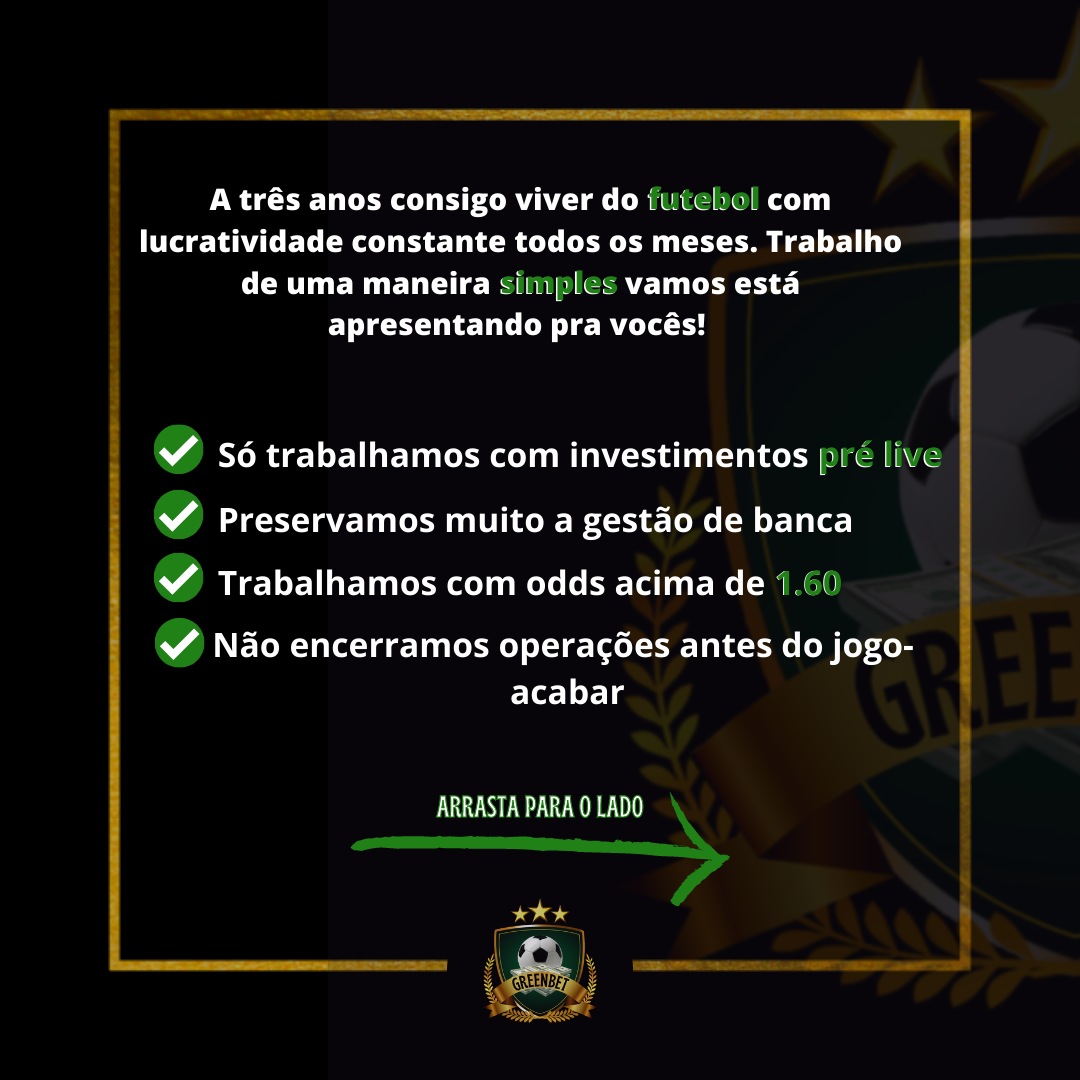 A três anos consigo viver do futebol com
lucratividade constante todos os meses. Trabalho
de uma maneira simples vamos está
apresentando pra vocês!
Só trabalhamos com investimentos pré live
Preservamos muito a gestão de banca
Trabalhamos com odds acima de 1.60
Não encerramos operações antes do jogo-
acabar
GREE
ARRASTA PARA O LADO
GREENBET